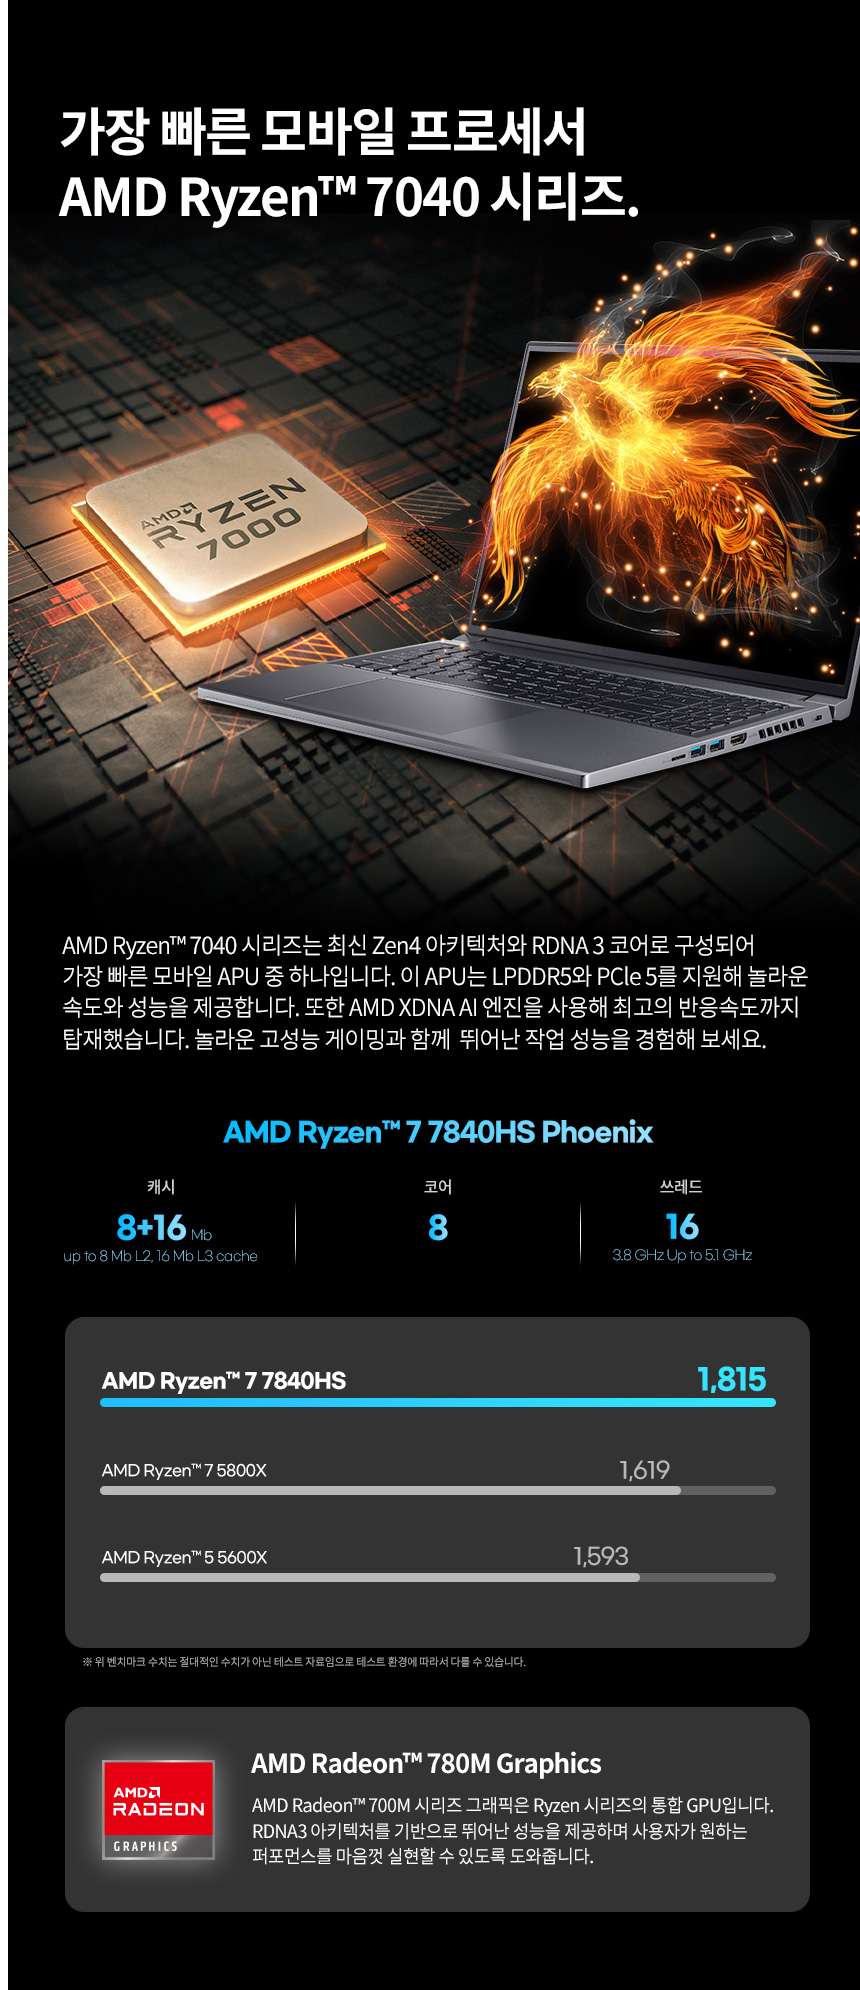 가장 빠른 모바일 프로세서
AMD Ryzen™ 7040 시리즈.
AMD
RYZEN
7000
AMD Ryzen™ 7040 시리즈는 최신 Zen4 아키텍처와 RDNA 3 코어로 구성되어
가장 빠른 모바일 APU 중 하나입니다. 이 APU는 LPDDR5와 PCle 5를 지원해 놀라운
속도와 성능을 제공합니다. 또한 AMD XDNA AI 엔진을 사용해 최고의 반응속도까지
탑재했습니다. 놀라운 고성능 게이밍과 함께 뛰어난 작업 성능을 경험해 보세요.
AMD Ryzen™ 7 7840HS Phoenix
캐시
8+16 Mb
up to 8 Mb L2, 16 Mb L3 cache
코어
8
쓰레드
16
3.8 GHz Up to 5.1 GHz
AMD Ryzen™ 7 7840HS 1,815
AMD Ryzen™ 7 5800X 1,619
AMD Ryzen™ 5 5600X 1,593
※ 위 벤치마크 수치는 절대적인 수치가 아닌 테스트 자료임으로 테스트 환경에 따라서 다를 수 있습니다.
AMD
RADEON
GRAPHICS
AMD Radeon™ 780M Graphics
AMD Radeon™ 700M 시리즈 그래픽은 Ryzen 시리즈의 통합 GPU입니다.
RDNA3 아키텍처를 기반으로 뛰어난 성능을 제공하며 사용자가 원하는
퍼포먼스를 마음껏 실현할 수 있도록 도와줍니다.